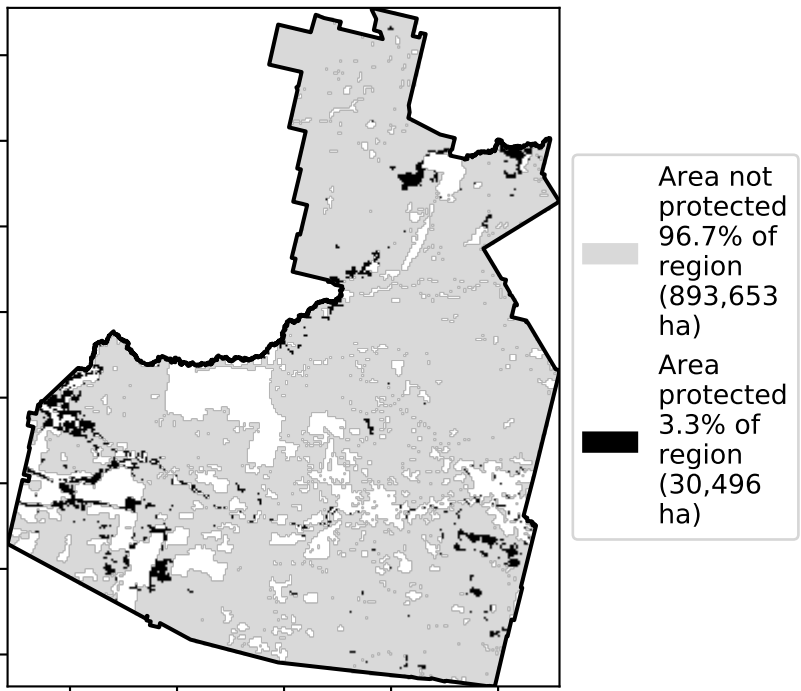 Area not
protected
96.7% of
region
(893,653
ha)
Area
protected
3.3% of
region
(30,496
ha)